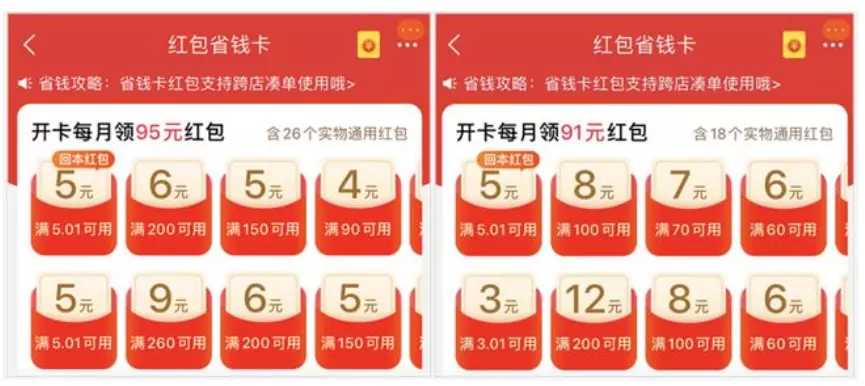 红包省钱卡
省钱攻略：省钱卡红包支持跨店凑单使用哦>
开卡每月领95元红包 含26个实物通用红包
回本红包
5元 6元 5元 4元
满5.01可用 满200可用 满150可用 满90可用
5元 9元 6元 5元
满5.01可用 满260可用 满200可用 满150可用
红包省钱卡
省钱攻略：省钱卡红包支持跨店凑单使用哦>
开卡每月领91元红包 含18个实物通用红包
回本红包
5元 8元 7元 6元
满5.01可用 满100可用 满70可用 满60可用
3元 12元 8元 6元
满3.01可用 满200可用 满100可用 满60可用